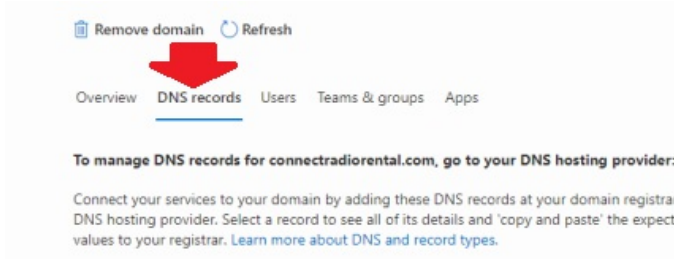 Remove domain Refresh
Overview DNS records Users Teams & groups Apps
To manage DNS records for connectradiorental.com, go to your DNS hosting provider:
Connect your services to your domain by adding these DNS records at your domain registra
DNS hosting provider. Select a record to see all of its details and 'copy and paste' the expect
values to your registrar. Learn more about DNS and record types.